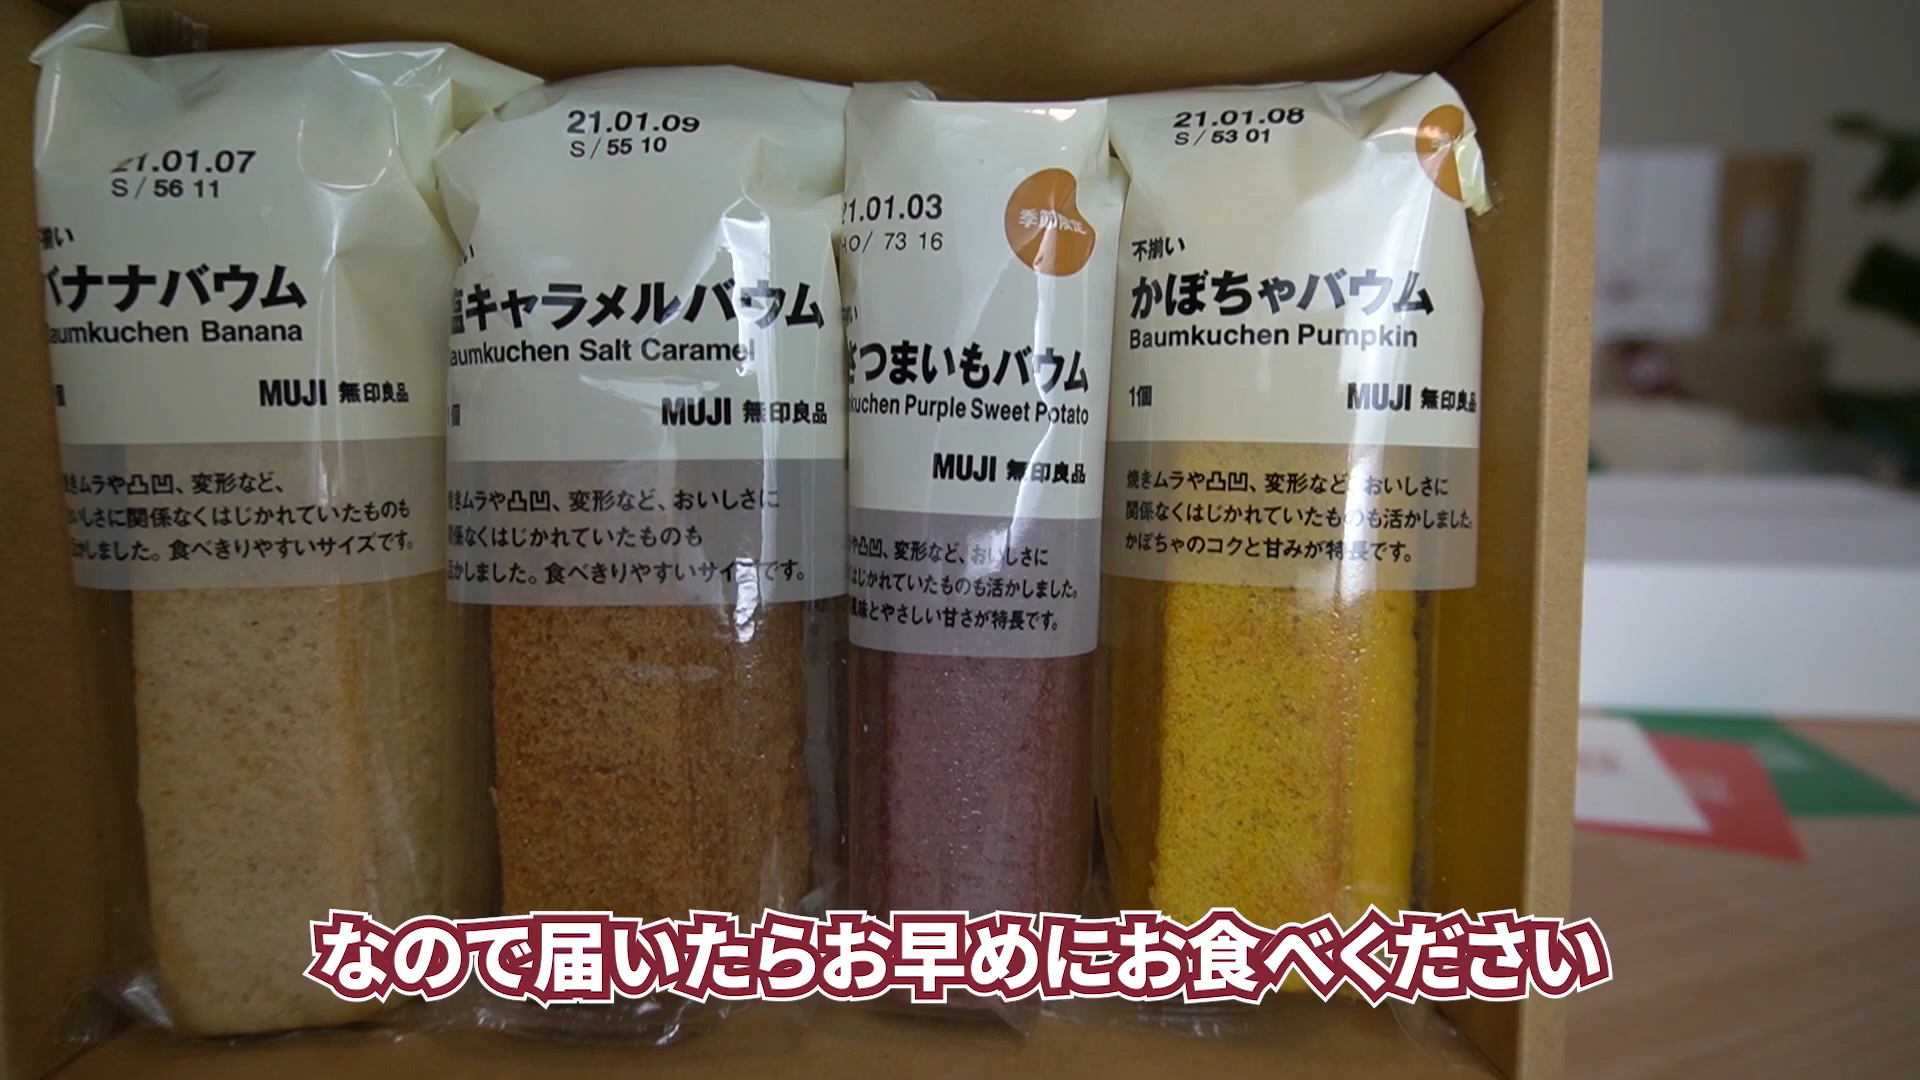 21.01.07
S/ 56 11
不揃い
バナナバウム
Baumkuchen Banana
MUJI 無印良品
焼きムラや凸凹、変形など、
おいしさに関係なくはじかれていたものも
活かしました。食べきりやすいサイズです。
21.01.09
S/ 55 10
い
塩キャラメルバウム
Baumkuchen Salt Caramel
1個
MUJI 無印良品
焼きムラや凸凹、変形など、おいしさに
関係なくはじかれていたものも
活かしました。食べきりやすいサイズです。
21.01.03
HO/ 73 16
季節限定
揃い
さつまいもバウム
kuchen Purple Sweet Potato
MUJI 無印良品
や凸凹、変形など、おいしさに
はじかれていたものも活かしました。
風味とやさしい甘さが特長です。
21.01.08
S/ 53 01
不揃い
かぼちゃバウム
Baumkuchen Pumpkin
1個
MUJI 無印良品
焼きムラや凸凹、変形など、おいしさに
関係なくはじかれていたものも活かしました。
かぼちゃのコクと甘みが特長です。
なので届いたらお早めにお食べください